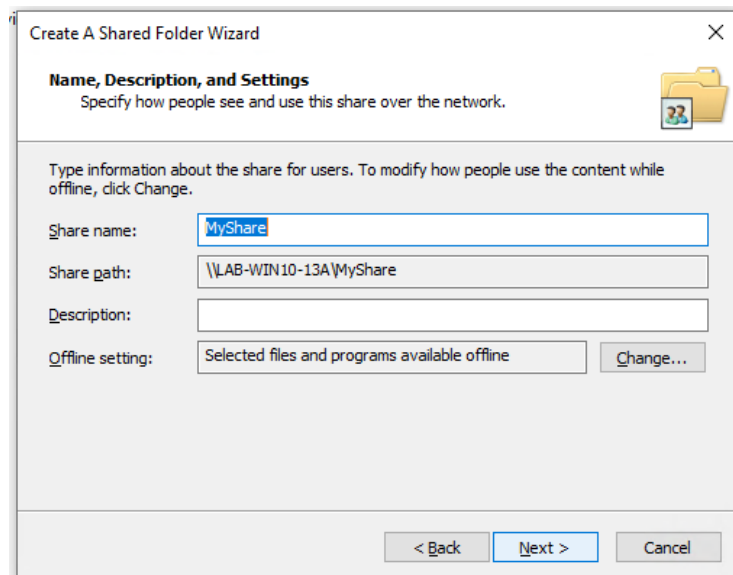 Create A Shared Folder Wizard
Name, Description, and Settings
Specify how people see and use this share over the network.
Type information about the share for users. To modify how people use the content while
offline, click Change.
Share name: MyShare
Share path: \\LAB-WIN10-13A\MyShare
Description:
Offline setting: Selected files and programs available offline Change...
< Back Next > Cancel